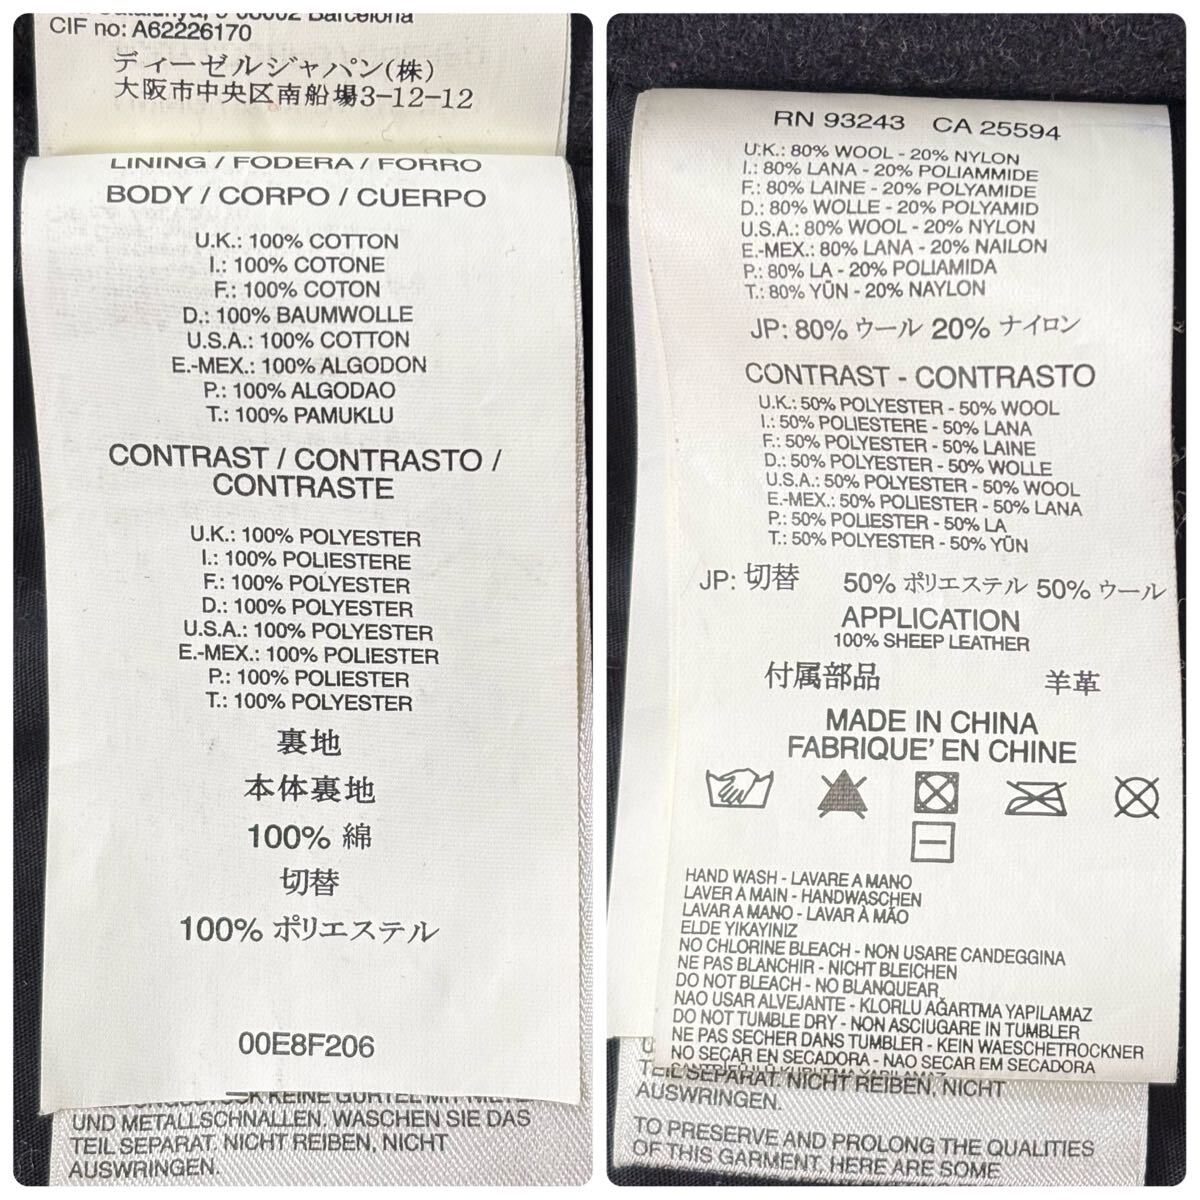 Barcelona
CIF no: A62226170
ディーゼルジャパン(株)
大阪市中央区南船場3-12-12
LINING / FODERA / FORRO
BODY / CORPO / CUERPO
U.K.: 100% COTTON
I.: 100% COTONE
F.: 100% COTON
D.: 100% BAUMWOLLE
U.S.A.: 100% COTTON
E.-MEX.: 100% ALGODON
P.: 100% ALGODAO
T.: 100% PAMUKLU
CONTRAST / CONTRASTO /
CONTRASTE
U.K.: 100% POLYESTER
I.: 100% POLIESTERE
F.: 100% POLYESTER
D.: 100% POLYESTER
U.S.A.: 100% POLYESTER
E.-MEX.: 100% POLIESTER
P.: 100% POLIESTER
T.: 100% POLYESTER
裏地
本体裏地
100% 綿
切替
100% ポリエステル
00E8F206
UND METALLSCHNALLEN. WASCHEN SIE DAS
TEIL SEPARAT. NICHT REIBEN, NICHT
AUSWRINGEN.
RN 93243 CA 25594
U.K.: 80% WOOL - 20% NYLON
I.: 80% LANA - 20% POLIAMMIDE
F.: 80% LAINE - 20% POLYAMIDE
D.: 80% WOLLE - 20% POLYAMID
U.S.A.: 80% WOOL - 20% NYLON
E.-MEX.: 80% LANA - 20% NAILON
P.: 80% LA - 20% POLIAMIDA
T.: 80% YŪN - 20% NAYLON
JP: 80% ウール 20% ナイロン
CONTRAST - CONTRASTO
U.K.: 50% POLYESTER - 50% WOOL
I.: 50% POLIESTERE - 50% LANA
F.: 50% POLYESTER - 50% LAINE
D.: 50% POLYESTER - 50% WOLLE
U.S.A.: 50% POLYESTER - 50% WOOL
E.-MEX.: 50% POLIESTER - 50% LANA
P.: 50% POLIESTER - 50% LA
T.: 50% POLYESTER - 50% YŪN
JP: 切替 50% ポリエステル 50% ウール
APPLICATION
100% SHEEP LEATHER
付属部品 羊革
MADE IN CHINA
FABRIQUE' EN CHINE
HAND WASH - LAVARE A MANO
LAVER A MAIN - HANDWASCHEN
LAVAR A MANO - LAVAR À MÃO
ELDE YIKAYINIZ
NO CHLORINE BLEACH - NON USARE CANDEGGINA
NE PAS BLANCHIR - NICHT BLEICHEN
DO NOT BLEACH - NO BLANQUEAR
NAO USAR ALVEJANTE - KLORLU AĞARTMA YAPILAMAZ
DO NOT TUMBLE DRY - NON ASCIUGARE IN TUMBLER
NE PAS SECHER DANS TUMBLER - KEIN WAESCHETROCKNER
NO SEÇAR EN SECADORA - NAO SECAR EM SECADORA
TEIL SEPARAT. NICHT REIBEN, NICHT
AUSWRINGEN.
TO PRESERVE AND PROLONG THE QUALITIES
OF THIS GARMENT, HERE ARE SOME